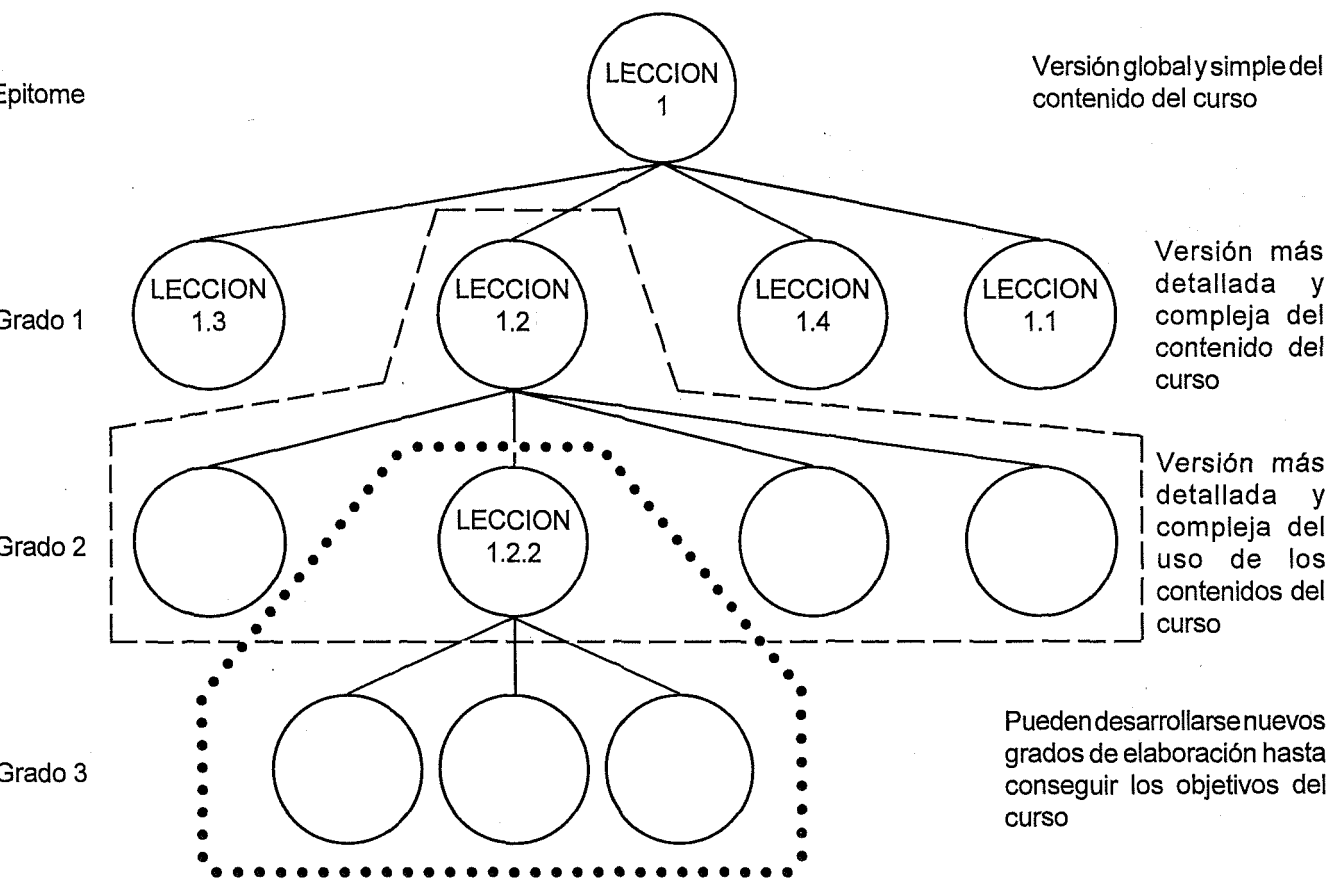 LECCION
1
Epitome
Versión global y simple del
contenido del curso
LECCION
1.3
LECCION
1.2
LECCION
1.4
LECCION
1.1
Grado 1
Versión más
detallada y
compleja del
contenido del
curso
LECCION
1.2.2
Grado 2
Versión más
detallada y
compleja del
uso de los
contenidos del
curso
Grado 3
Pueden desarrollarse nuevos
grados de elaboración hasta
conseguir los objetivos del
curso